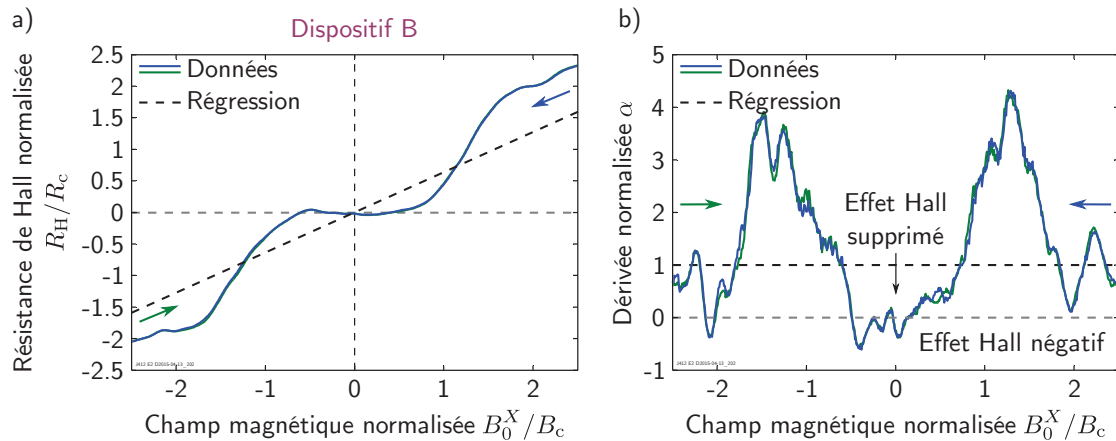 a)
Dispositif B
Résistance de Hall normalisée
R_H/R_c
2.5
2
1.5
1
0.5
0
-0.5
-1
-1.5
-2
-2.5
Données
Régression
-2
-1
0
1
2
Champ magnétique normalisée B_0^X/B_c
b)
Dérivée normalisée α
5
4
3
2
1
0
-1
Données
Régression
Effet Hall
supprimé
Effet Hall négatif
-2
-1
0
1
2
Champ magnétique normalisée B_0^X/B_c